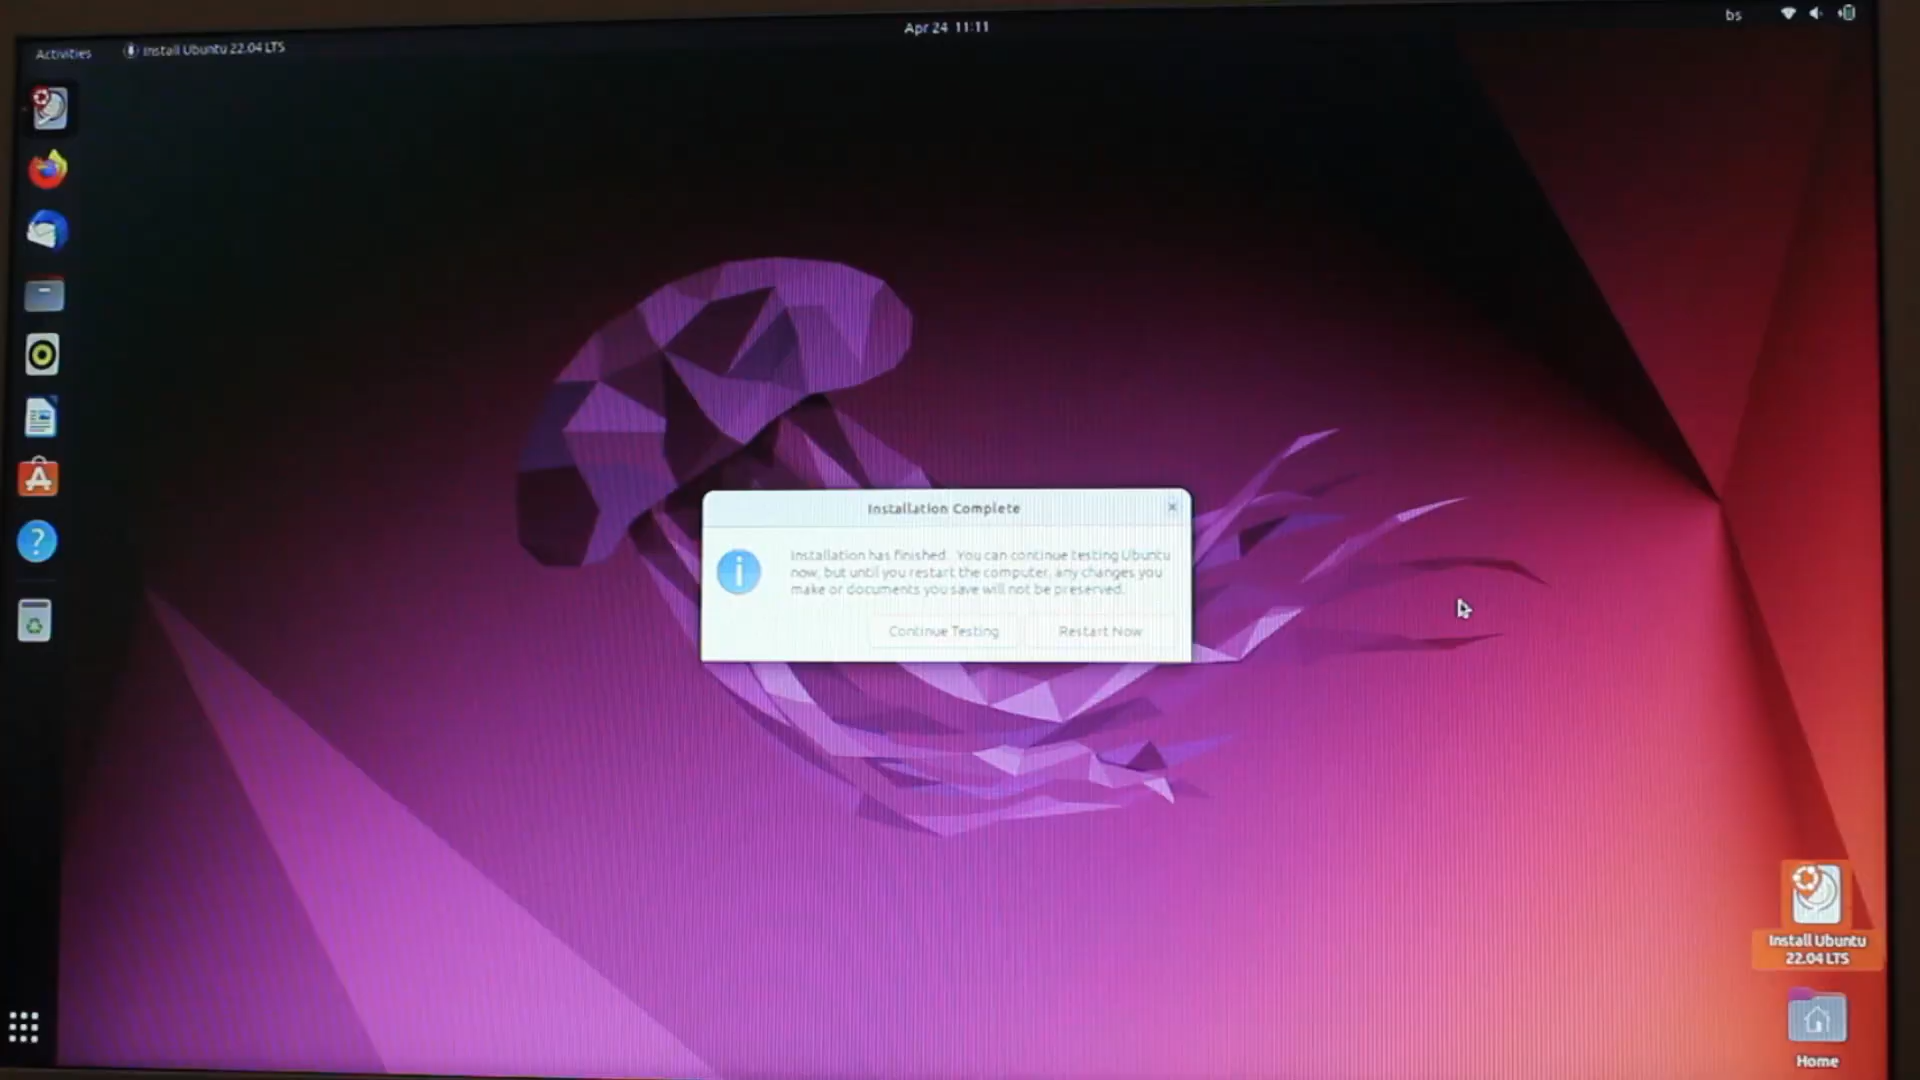 Activities
Install Ubuntu 22.04 LTS
Apr 24 11:11
bs
Installation Complete
Installation has finished. You can continue testing Ubuntu
now, but until you restart the computer, any changes you
make or documents you save will not be preserved.
Continue Testing
Restart Now
Install Ubuntu
22.04 LTS
Home